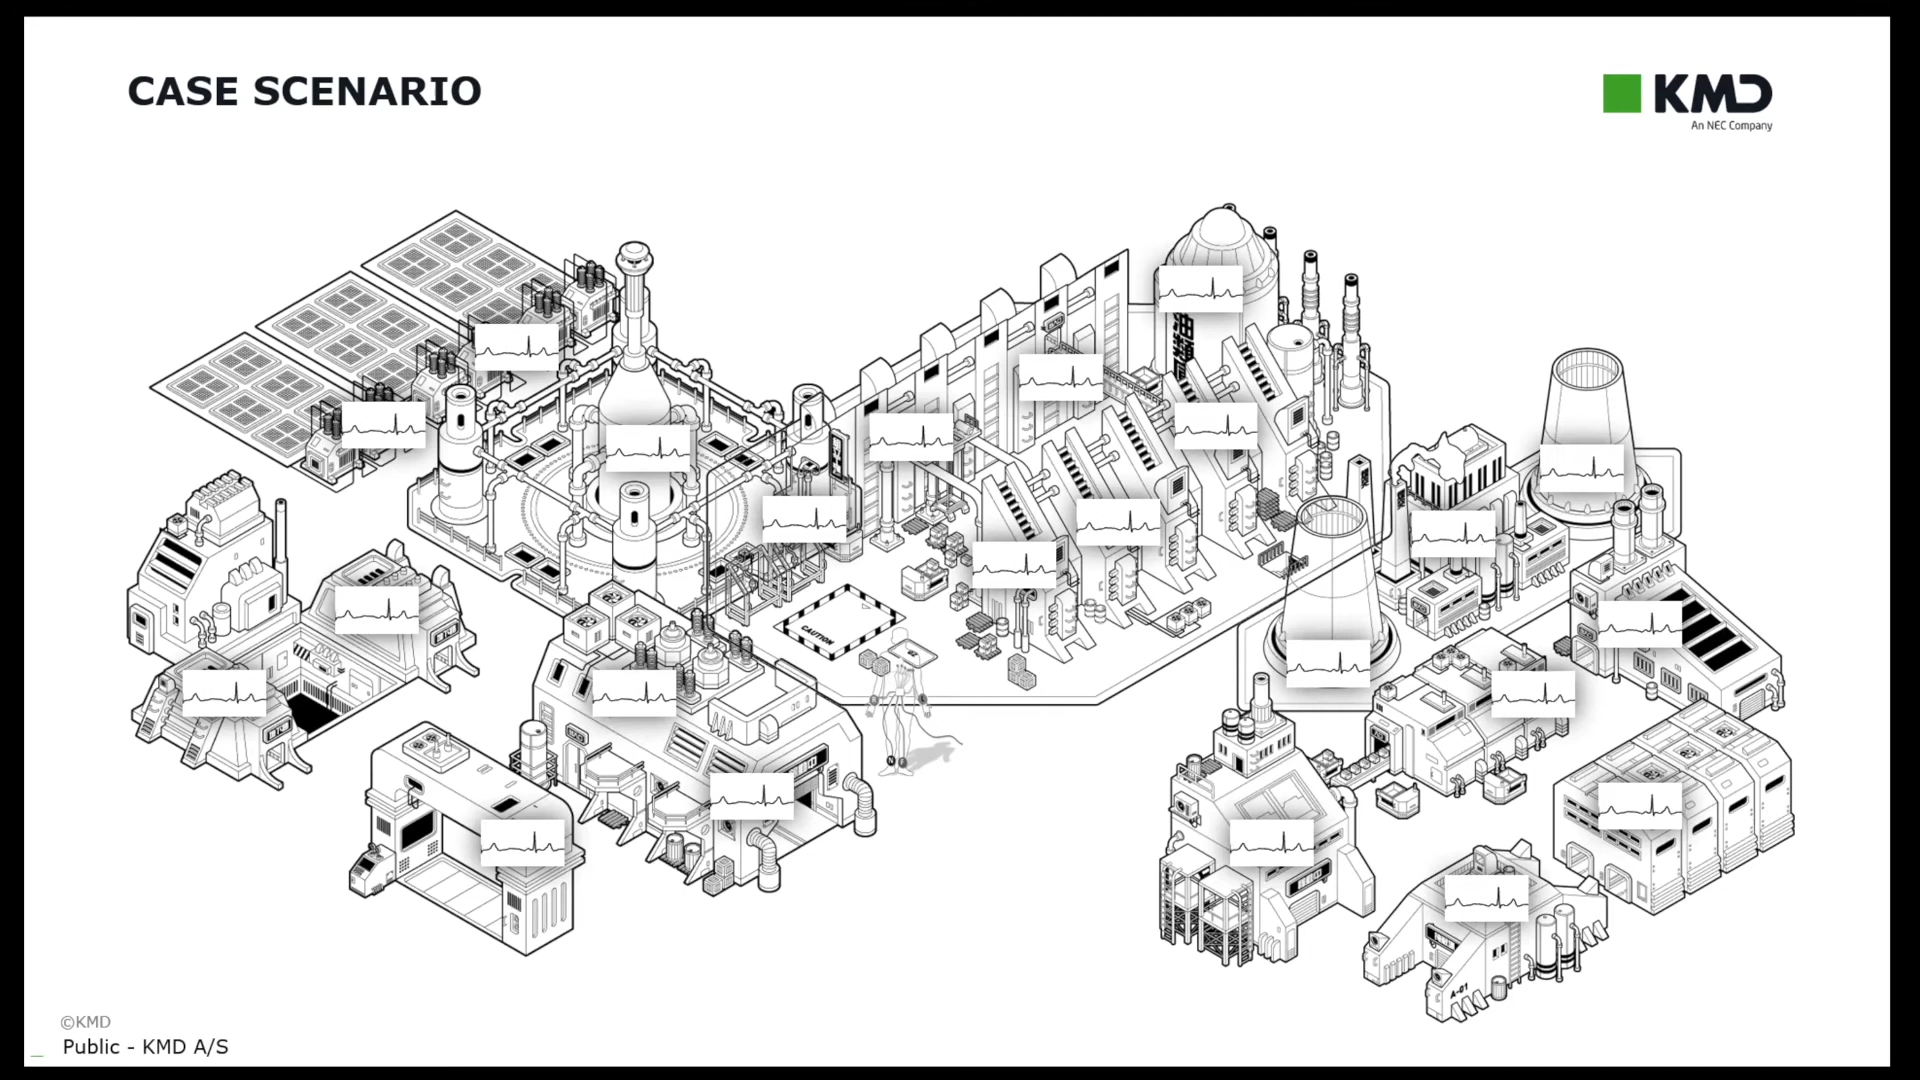 CASE SCENARIO
KMD
An NEC Company
CAUTION
A-01
©KMD
Public - KMD A/S